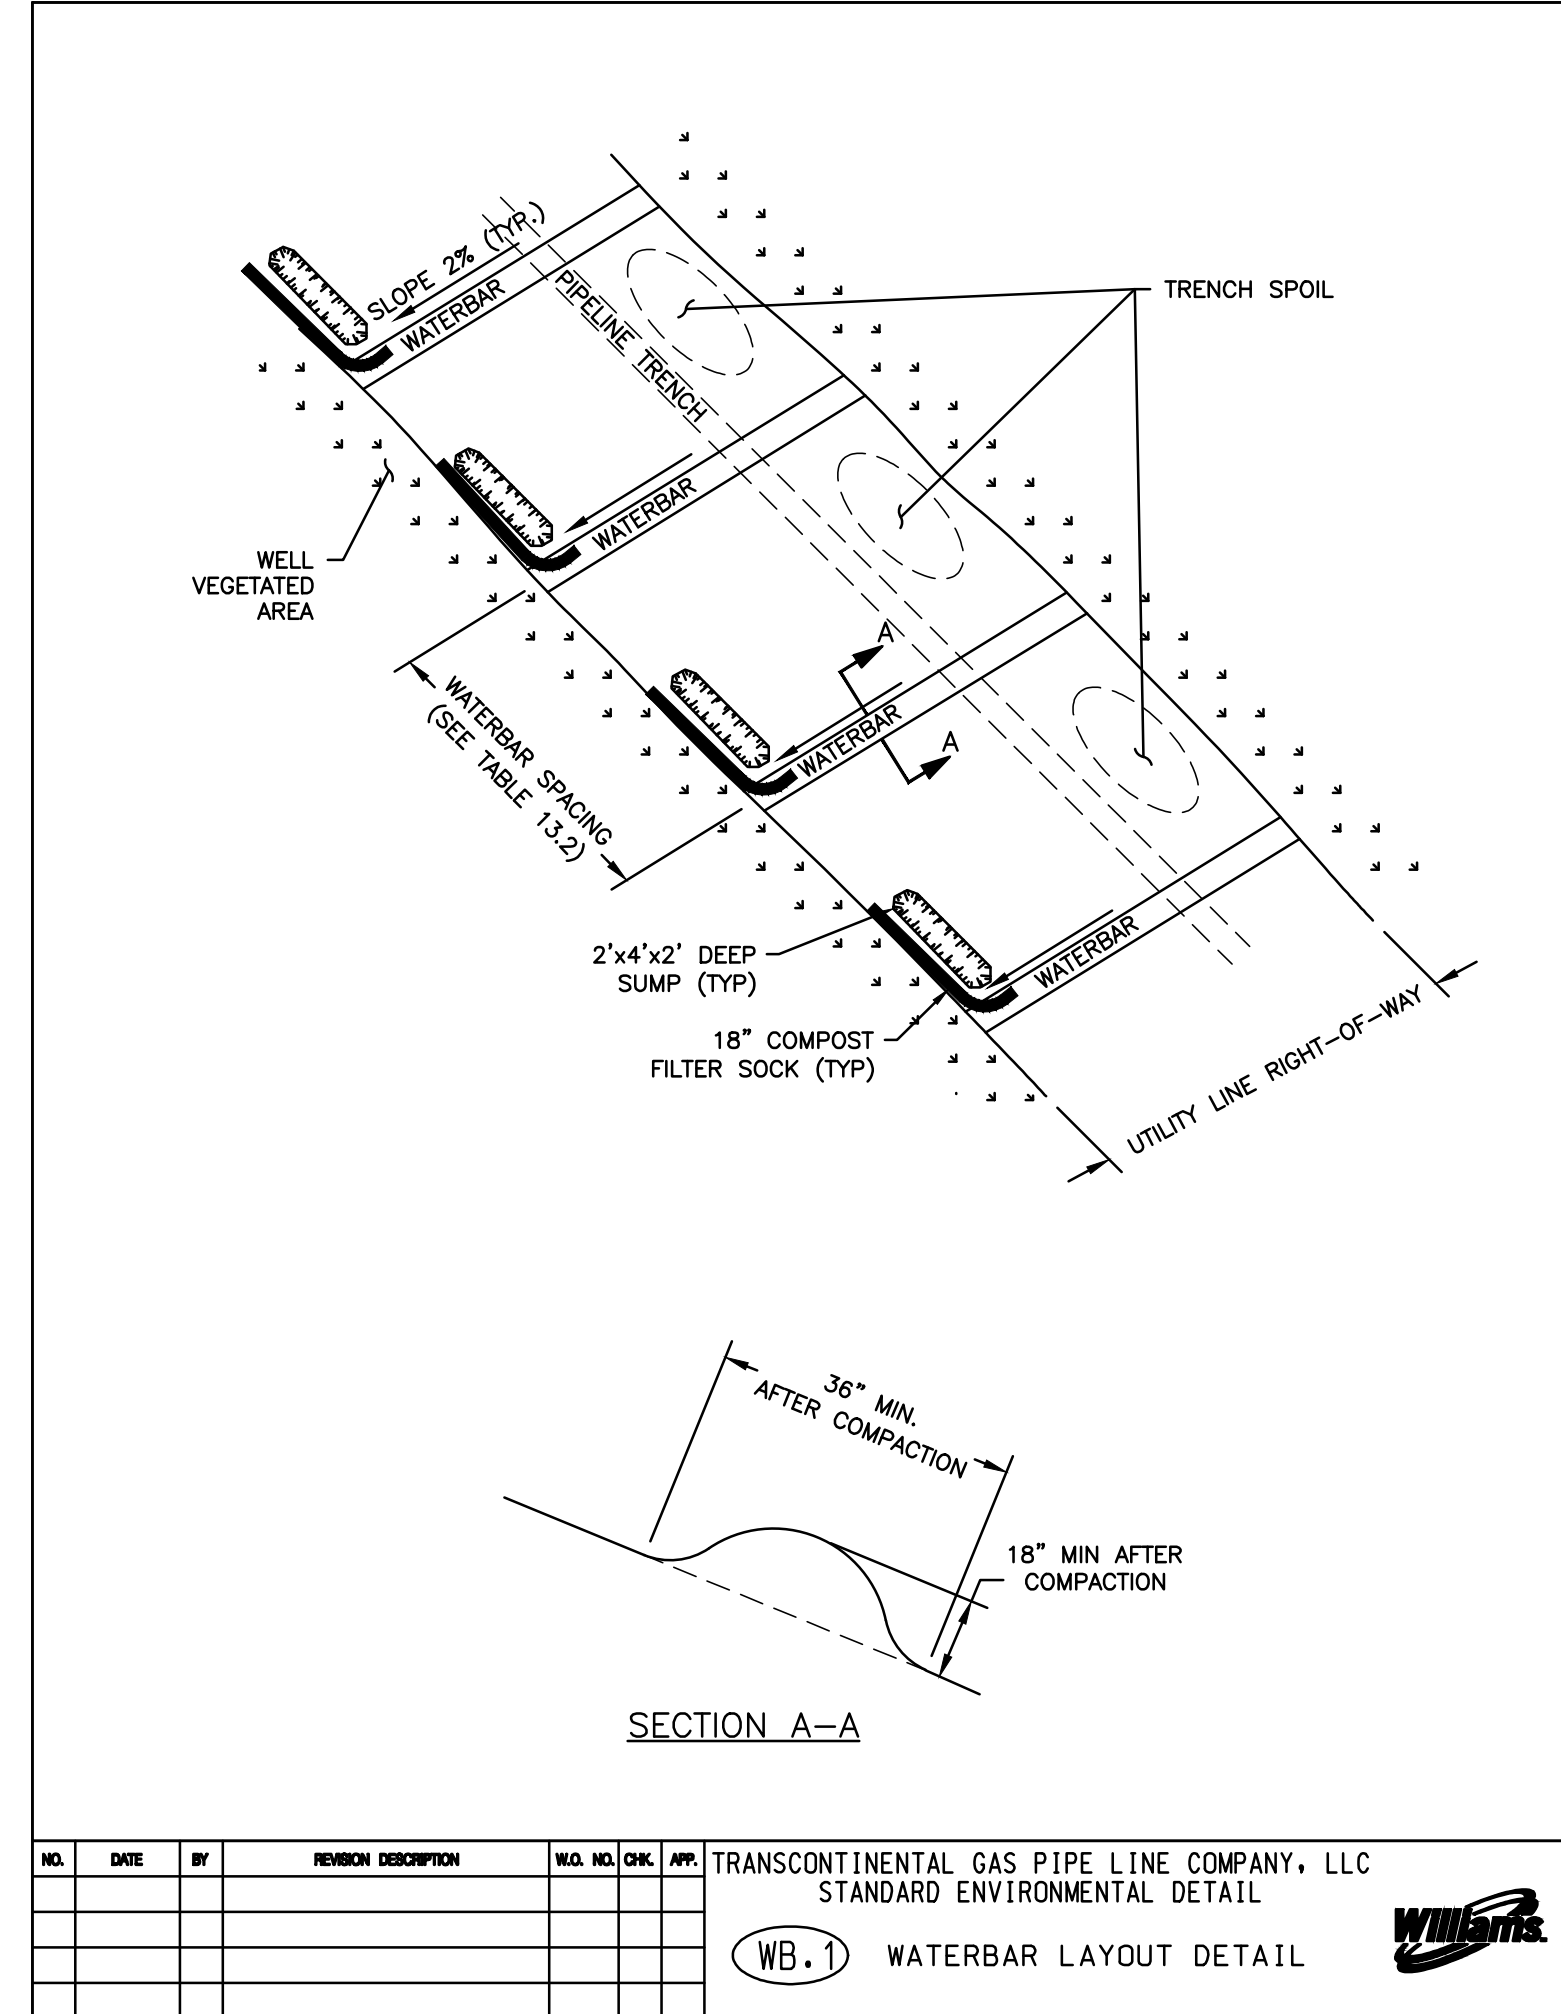 SLOPE 2% (TYP.)
WATERBAR
PIPELINE TRENCH
TRENCH SPOIL
WATERBAR
WELL
VEGETATED
AREA
A
A
WATERBAR
WATERBAR SPACING
(SEE TABLE 13.2)
WATERBAR
2'x4'x2' DEEP
SUMP (TYP)
18" COMPOST
FILTER SOCK (TYP)
UTILITY LINE RIGHT-OF-WAY
36" MIN.
AFTER COMPACTION
18" MIN AFTER
COMPACTION
SECTION A-A
NO. DATE BY REVISION DESCRIPTION W.O. NO. CHK. APP.
TRANSCONTINENTAL GAS PIPE LINE COMPANY, LLC
STANDARD ENVIRONMENTAL DETAIL
WB.1 WATERBAR LAYOUT DETAIL
Williams.